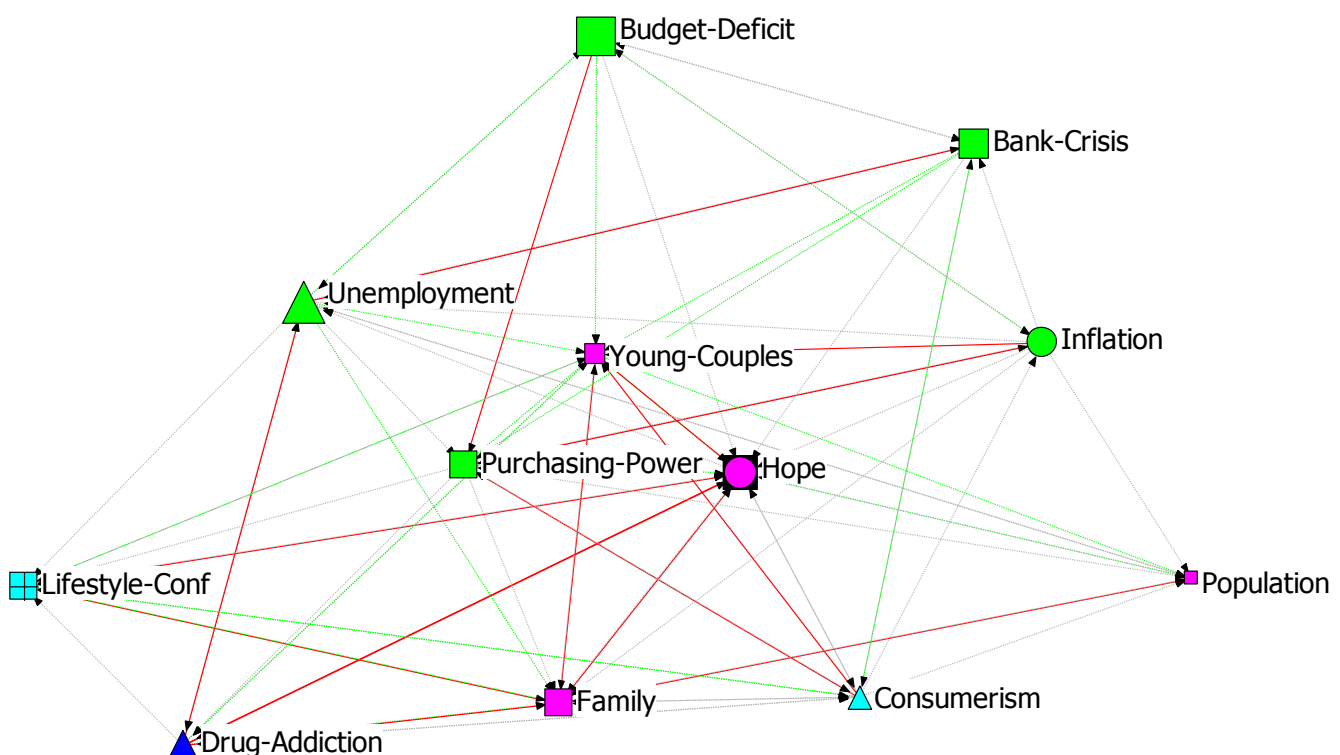 Budget-Deficit
Bank-Crisis
Unemployment
Inflation
Young-Couples
Purchasing-Power
Hope
Lifestyle-Conf
Population
Family
Consumerism
Drug-Addiction